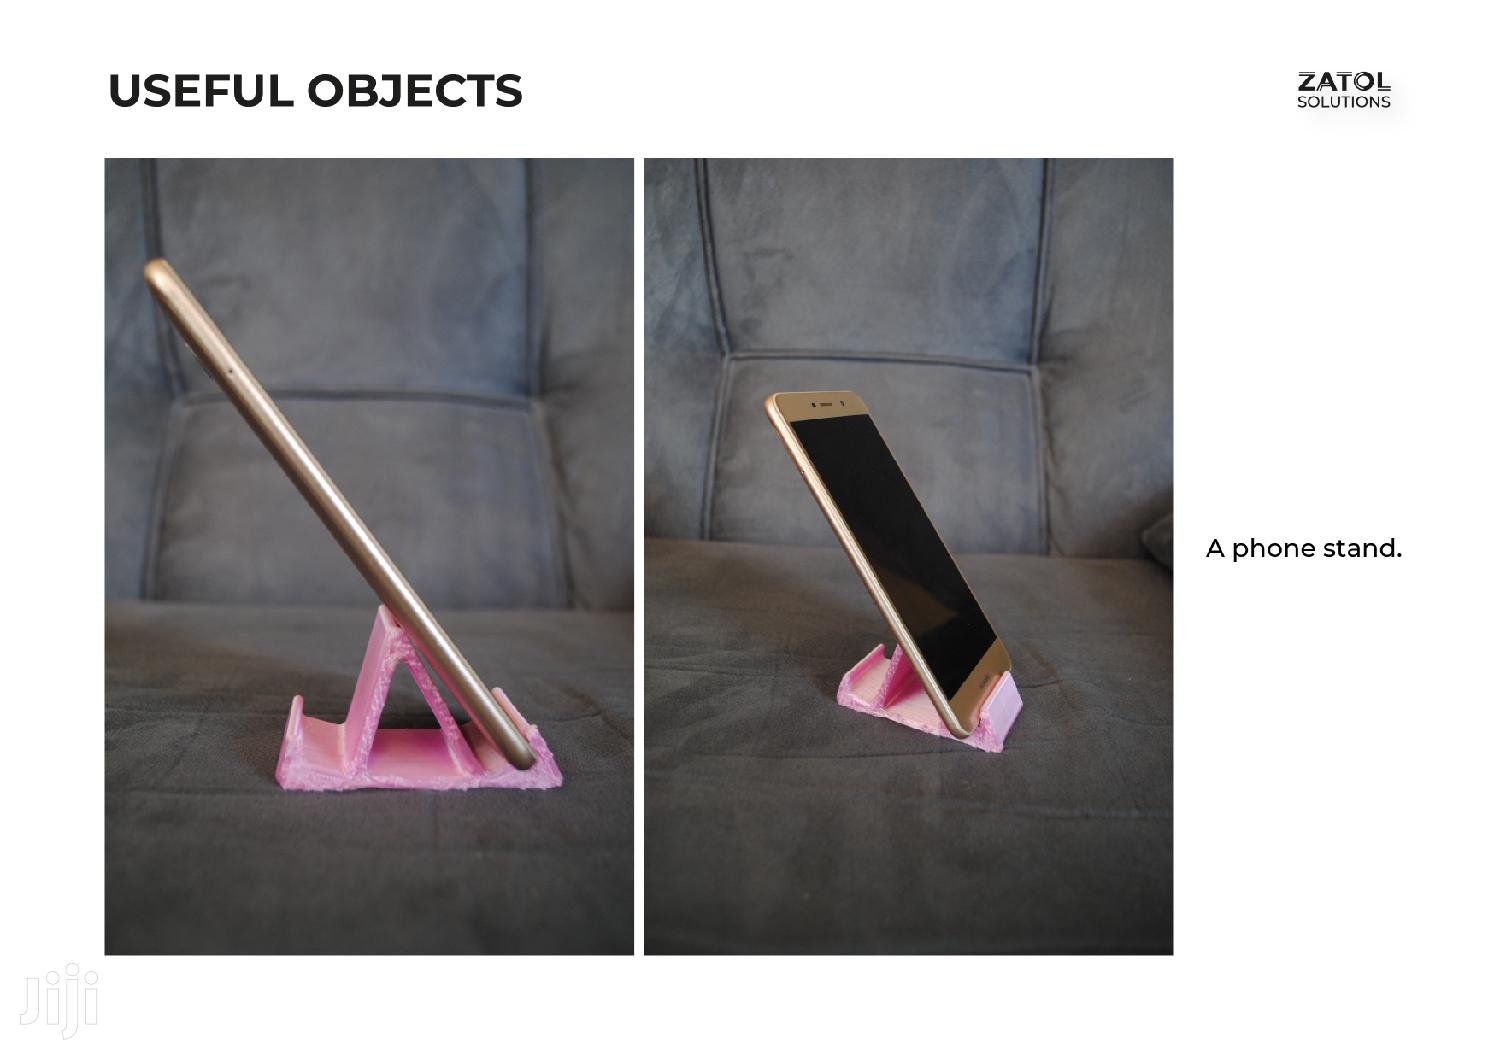 USEFUL OBJECTS
ZATOL
SOLUTIONS
A phone stand.
Jiji